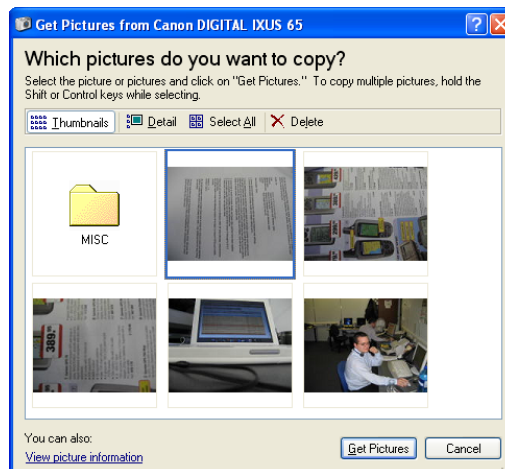 Get Pictures from Canon DIGITAL IXUS 65
Which pictures do you want to copy?
Select the picture or pictures and click on "Get Pictures." To copy multiple pictures, hold the
Shift or Control keys while selecting.
Thumbnails Detail Select All Delete
MISC
389.
You can also:
View picture information
Get Pictures Cancel